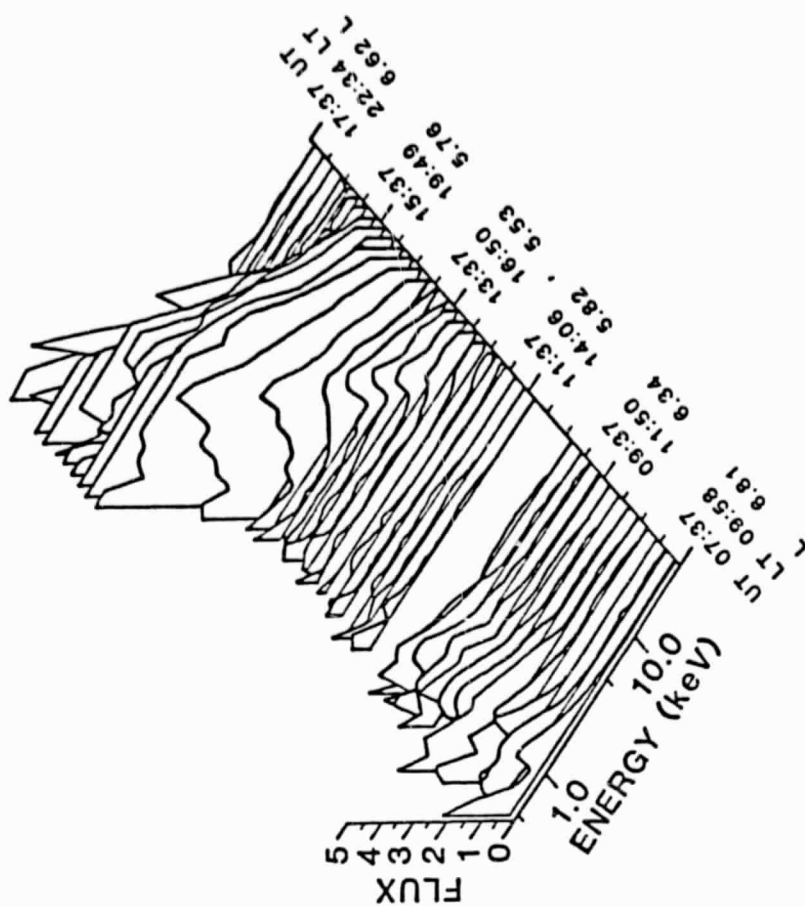 FLUX
5
4
3
2
1
0
1.0
10.0
ENERGY (keV)
UT 07:37
LT 09:58
L 6.81
09:37
11:50
6.34
11:37
14:06
5.82
13:37
16:50
5.53
15:37
19:49
5.76
17:37 UT
22:34 LT
6.62 L